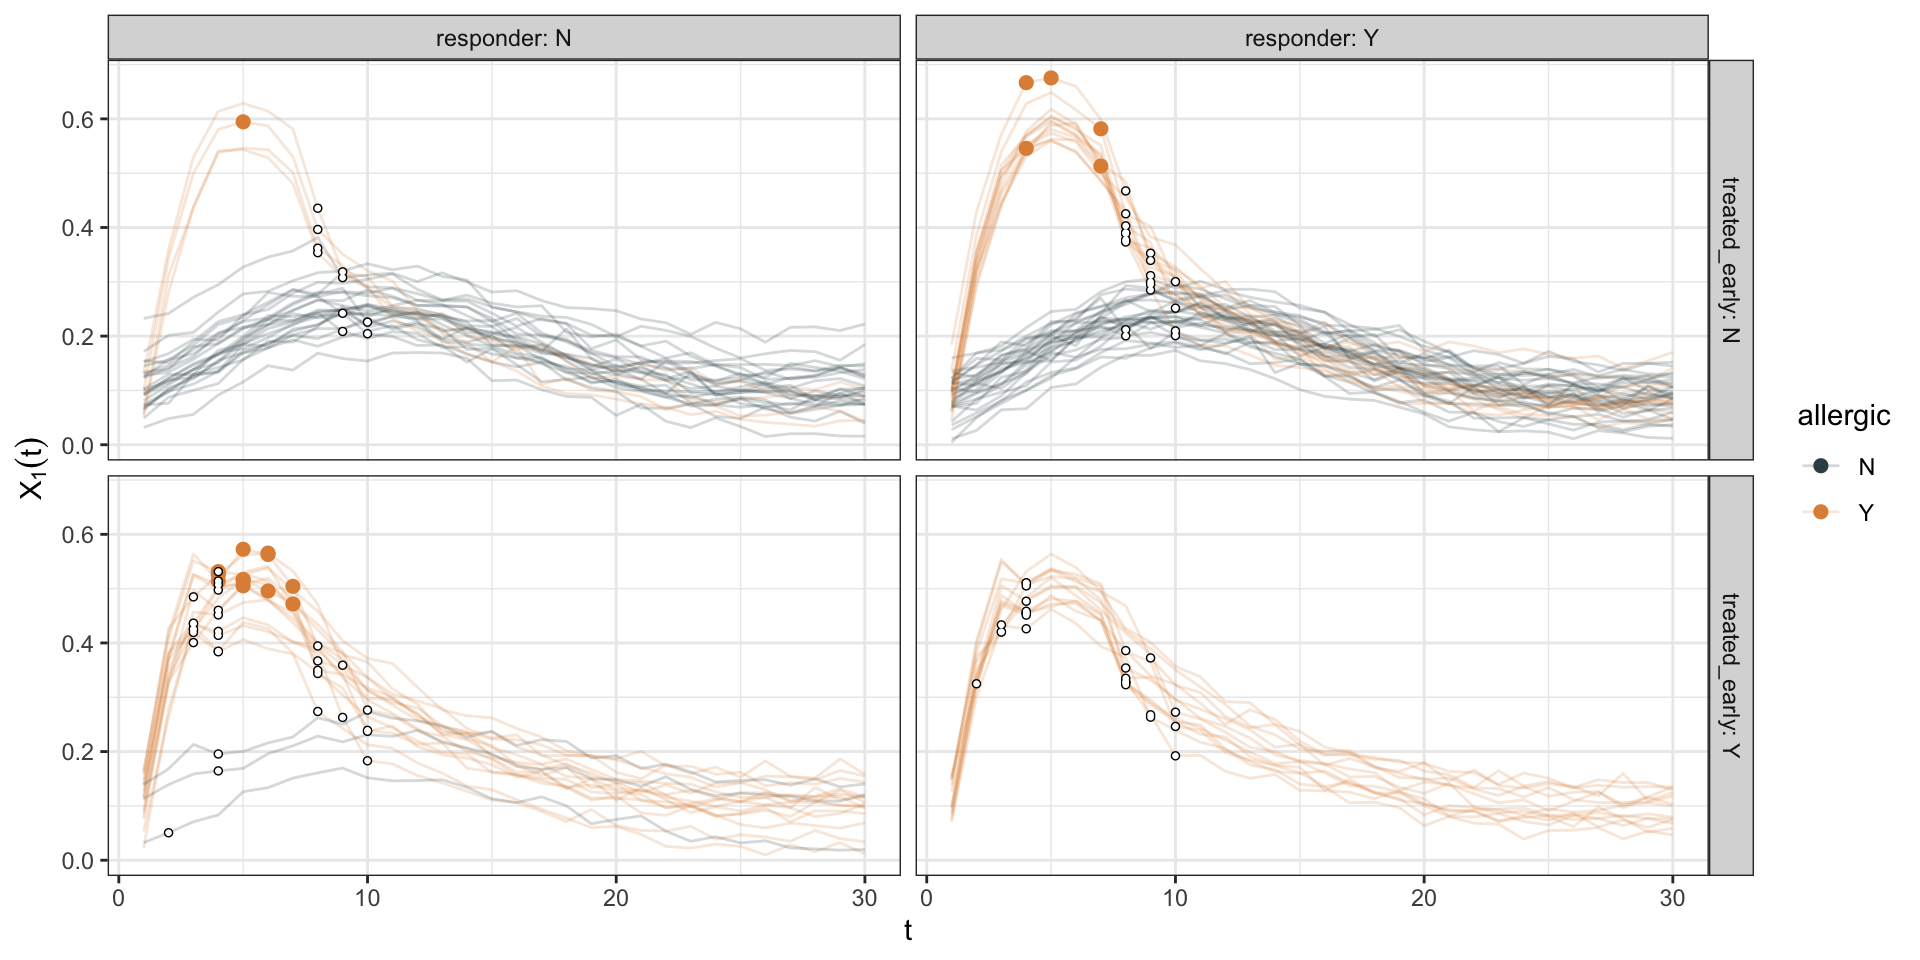 responder: N
responder: Y
0.6
0.4
0.2
0.0
treated_early: N
0.6
0.4
0.2
0.0
treated_early: Y
X₁(t)
0
10
20
30
0
10
20
30
t
allergic
N
Y